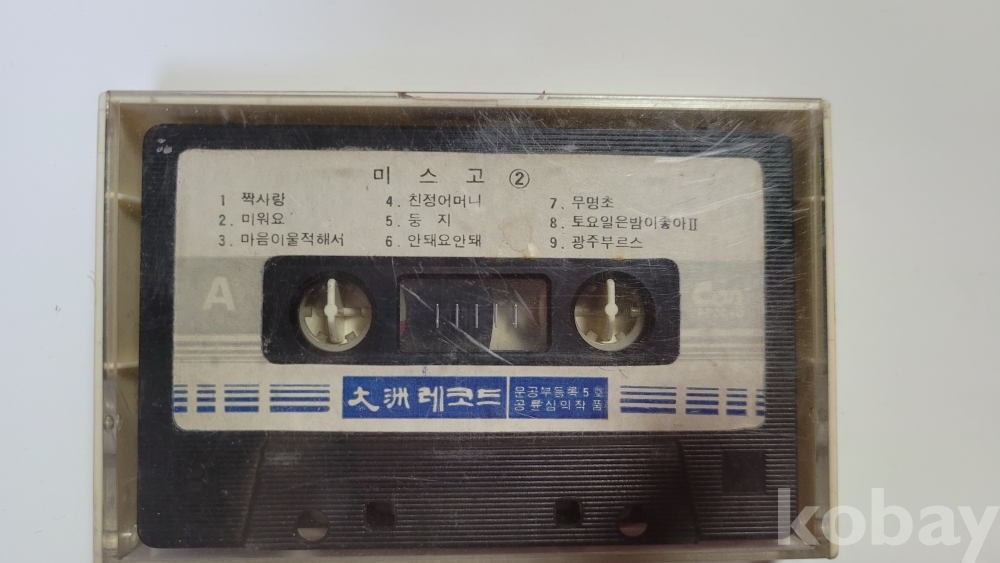 미 스 고 ②
1 짝사랑
2. 미워요
3. 마음이울적해서
4. 친정어머니
5. 둥 지
6. 안돼요안돼
7. 무명초
8. 토요일은밤이좋아II
9. 광주부르스
A
大洲레코드
문공부등록5호
공륜심의작품
kobay